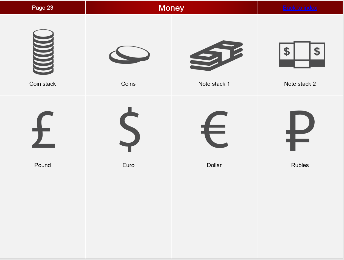 Page 23
Money
Coin stack
Coins
Note stack 1
Note stack 2
$ $
£
$
€
₽
Pound
Euro
Dollar
Rubles